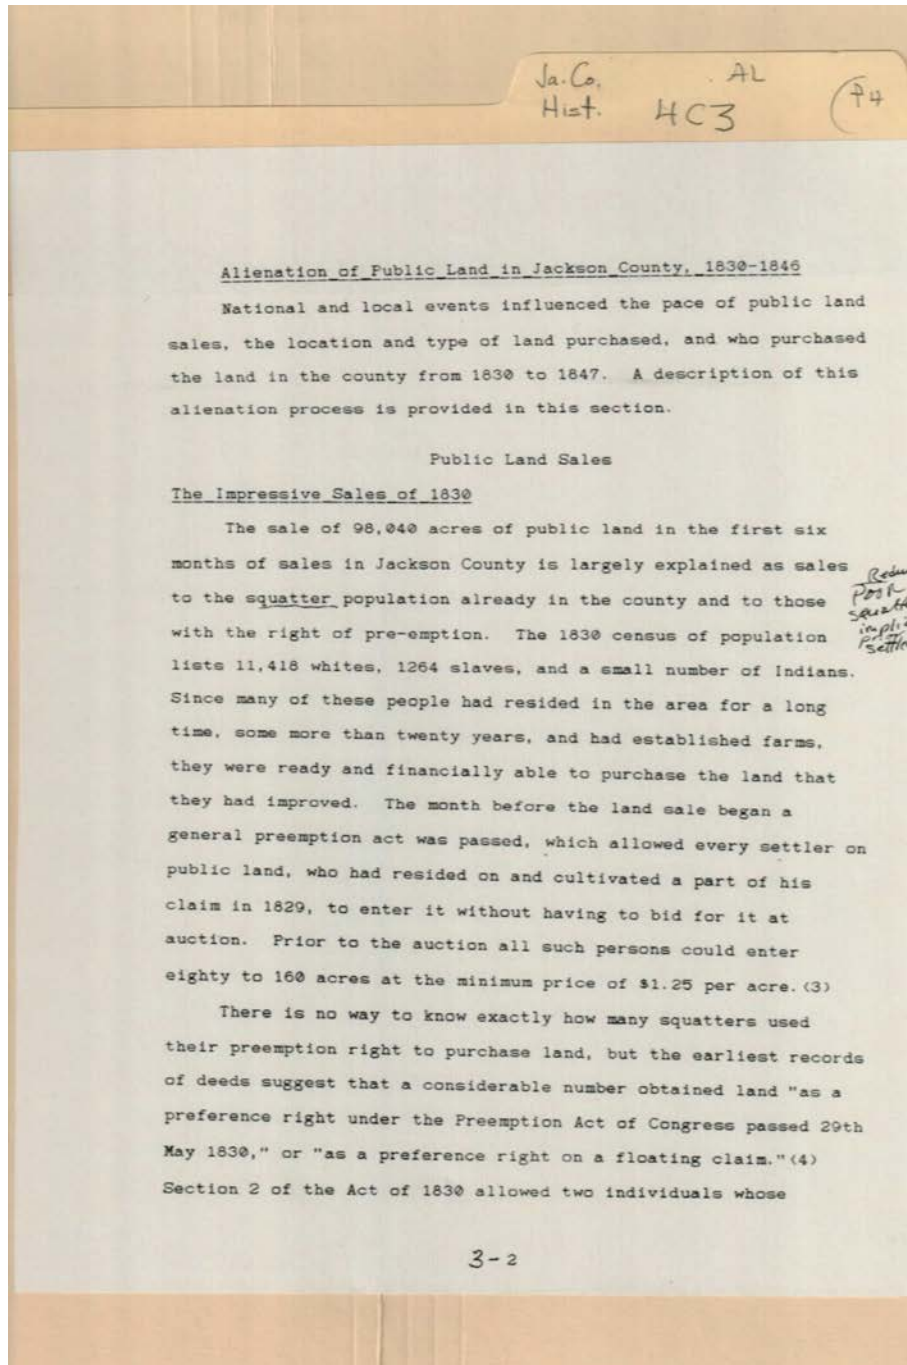 Ja. Co. AL
Hist. 4C3 P4
Alienation of Public Land in Jackson County, 1830-1846
National and local events influenced the pace of public land
sales, the location and type of land purchased, and who purchased
the land in the county from 1830 to 1847. A description of this
alienation process is provided in this section.
Public Land Sales
The Impressive Sales of 1830
The sale of 98,040 acres of public land in the first six
months of sales in Jackson County is largely explained as sales
to the squatter population already in the county and to those
with the right of pre-emption. The 1830 census of population
lists 11,418 whites, 1264 slaves, and a small number of Indians.
Since many of these people had resided in the area for a long
time, some more than twenty years, and had established farms,
they were ready and financially able to purchase the land that
they had improved. The month before the land sale began a
general preemption act was passed, which allowed every settler on
public land, who had resided on and cultivated a part of his
claim in 1829, to enter it without having to bid for it at
auction. Prior to the auction all such persons could enter
eighty to 160 acres at the minimum price of $1.25 per acre.(3)
There is no way to know exactly how many squatters used
their preemption right to purchase land, but the earliest records
of deeds suggest that a considerable number obtained land "as a
preference right under the Preemption Act of Congress passed 29th
May 1830," or "as a preference right on a floating claim."(4)
Section 2 of the Act of 1830 allowed two individuals whose
3-2